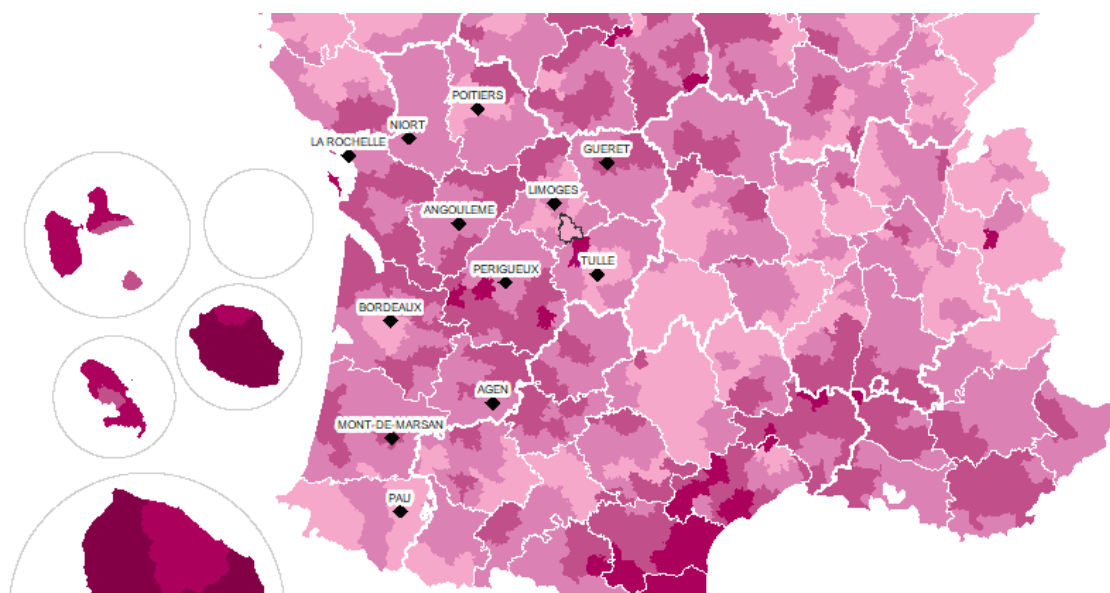 POITIERS
NIORT
LA ROCHELLE
GUERET
LIMOGES
ANGOULEME
PERIGUEUX
TULLE
BORDEAUX
AGEN
MONT-DE-MARSAN
PAU